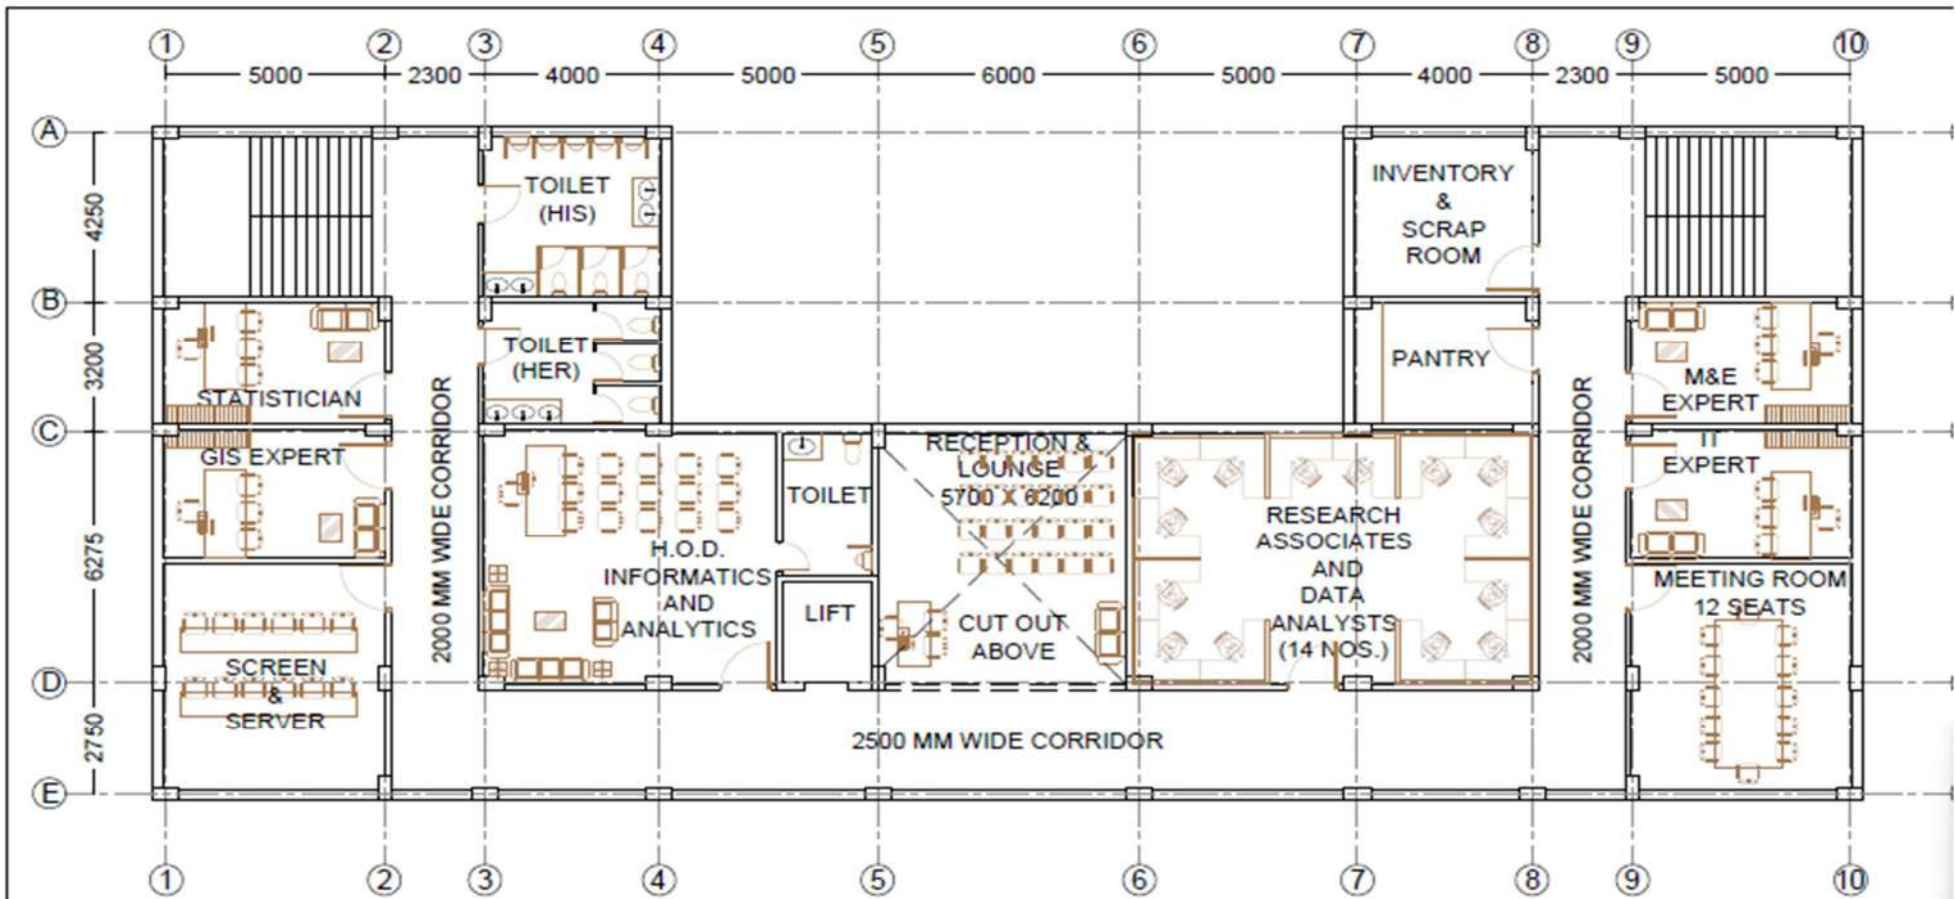 1 2 3 4 5 6 7 8 9 10
5000 2300 4000 5000 6000 5000 4000 2300 5000
A
B
C
D
E
4250
3200
6275
2750
TOILET
(HIS)
INVENTORY
&
SCRAP
ROOM
TOILET
(HER)
PANTRY
STATISTICIAN
M&E
EXPERT
GIS EXPERT
IT
EXPERT
2000 MM WIDE CORRIDOR
RECEPTION &
LOUNGE
5700 X 6200
TOILET
H.O.D.
INFORMATICS
AND
ANALYTICS
LIFT
CUT OUT
ABOVE
RESEARCH
ASSOCIATES
AND
DATA
ANALYSTS
(14 NOS.)
2000 MM WIDE CORRIDOR
MEETING ROOM
12 SEATS
SCREEN
&
SERVER
2500 MM WIDE CORRIDOR
1 2 3 4 5 6 7 8 9 10